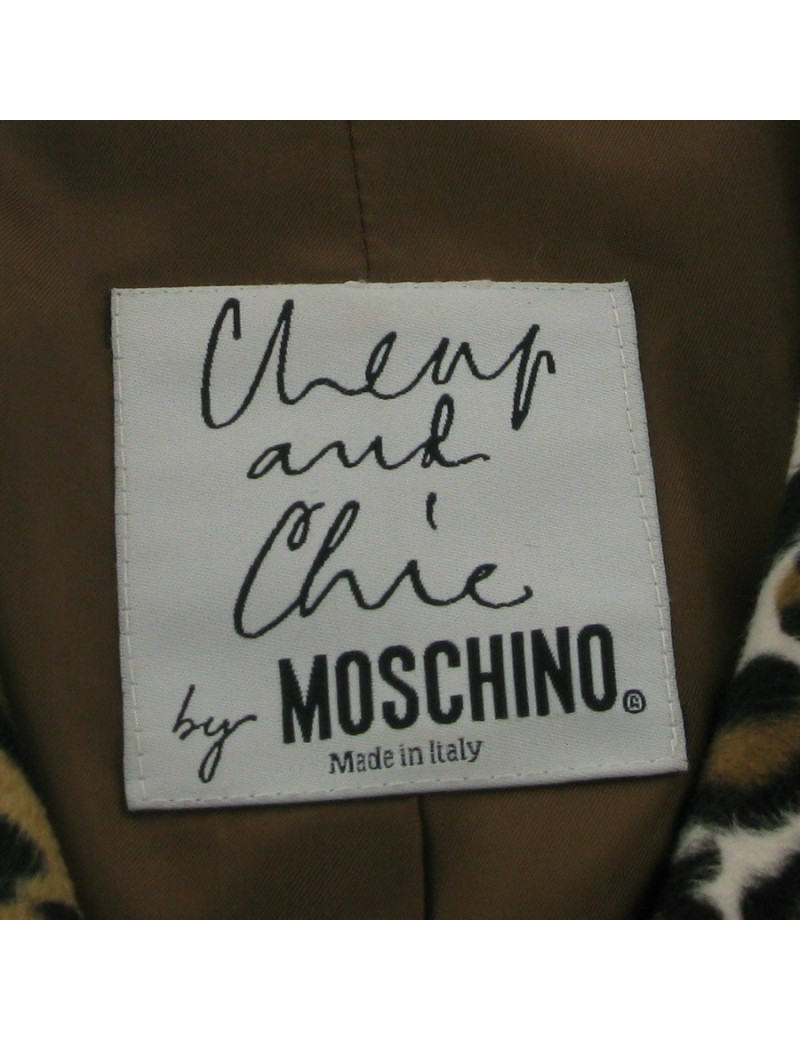 Cheap
and
Chic
by MOSCHINO®
Made in Italy